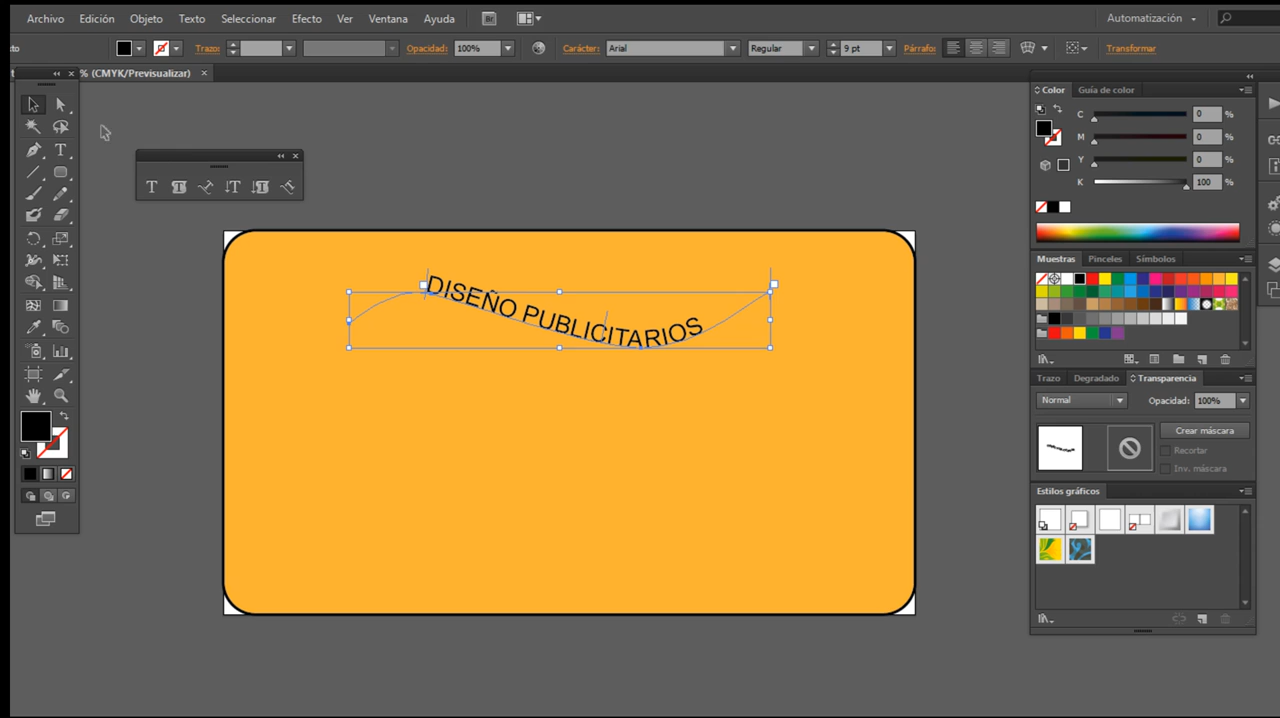 Archivo Edición Objeto Texto Seleccionar Efecto Ver Ventana Ayuda Br Automatización
Trazo: Opacidad: 100% Carácter: Arial Regular 9 pt Párrafo: Transformar
% (CMYK/Previsualizar)
Color Guía de color
C 0 %
M 0 %
Y 0 %
K 100 %
Muestras Pinceles Símbolos
DISEÑO PUBLICITARIOS
Trazo Degradado Transparencia
Normal Opacidad: 100%
Crear máscara
Recortar
Inv. máscara
Estilos gráficos